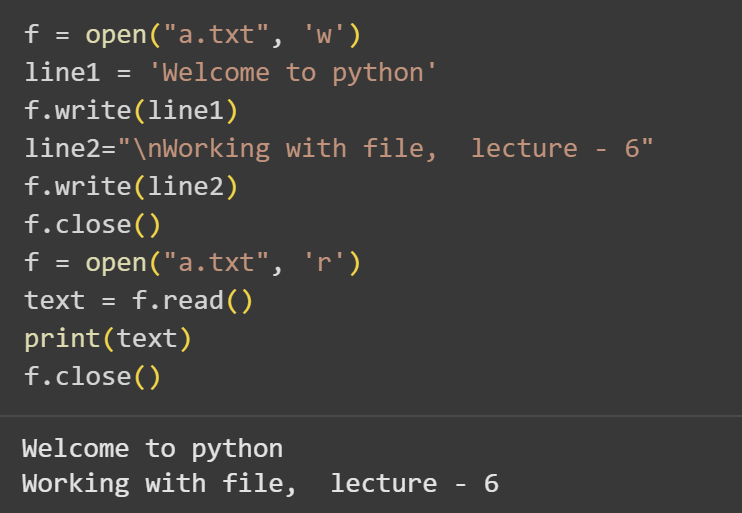 f = open("a.txt", 'w')
line1 = 'Welcome to python'
f.write(line1)
line2="\nWorking with file,  lecture - 6"
f.write(line2)
f.close()
f = open("a.txt", 'r')
text = f.read()
print(text)
f.close()
Welcome to python
Working with file,  lecture - 6